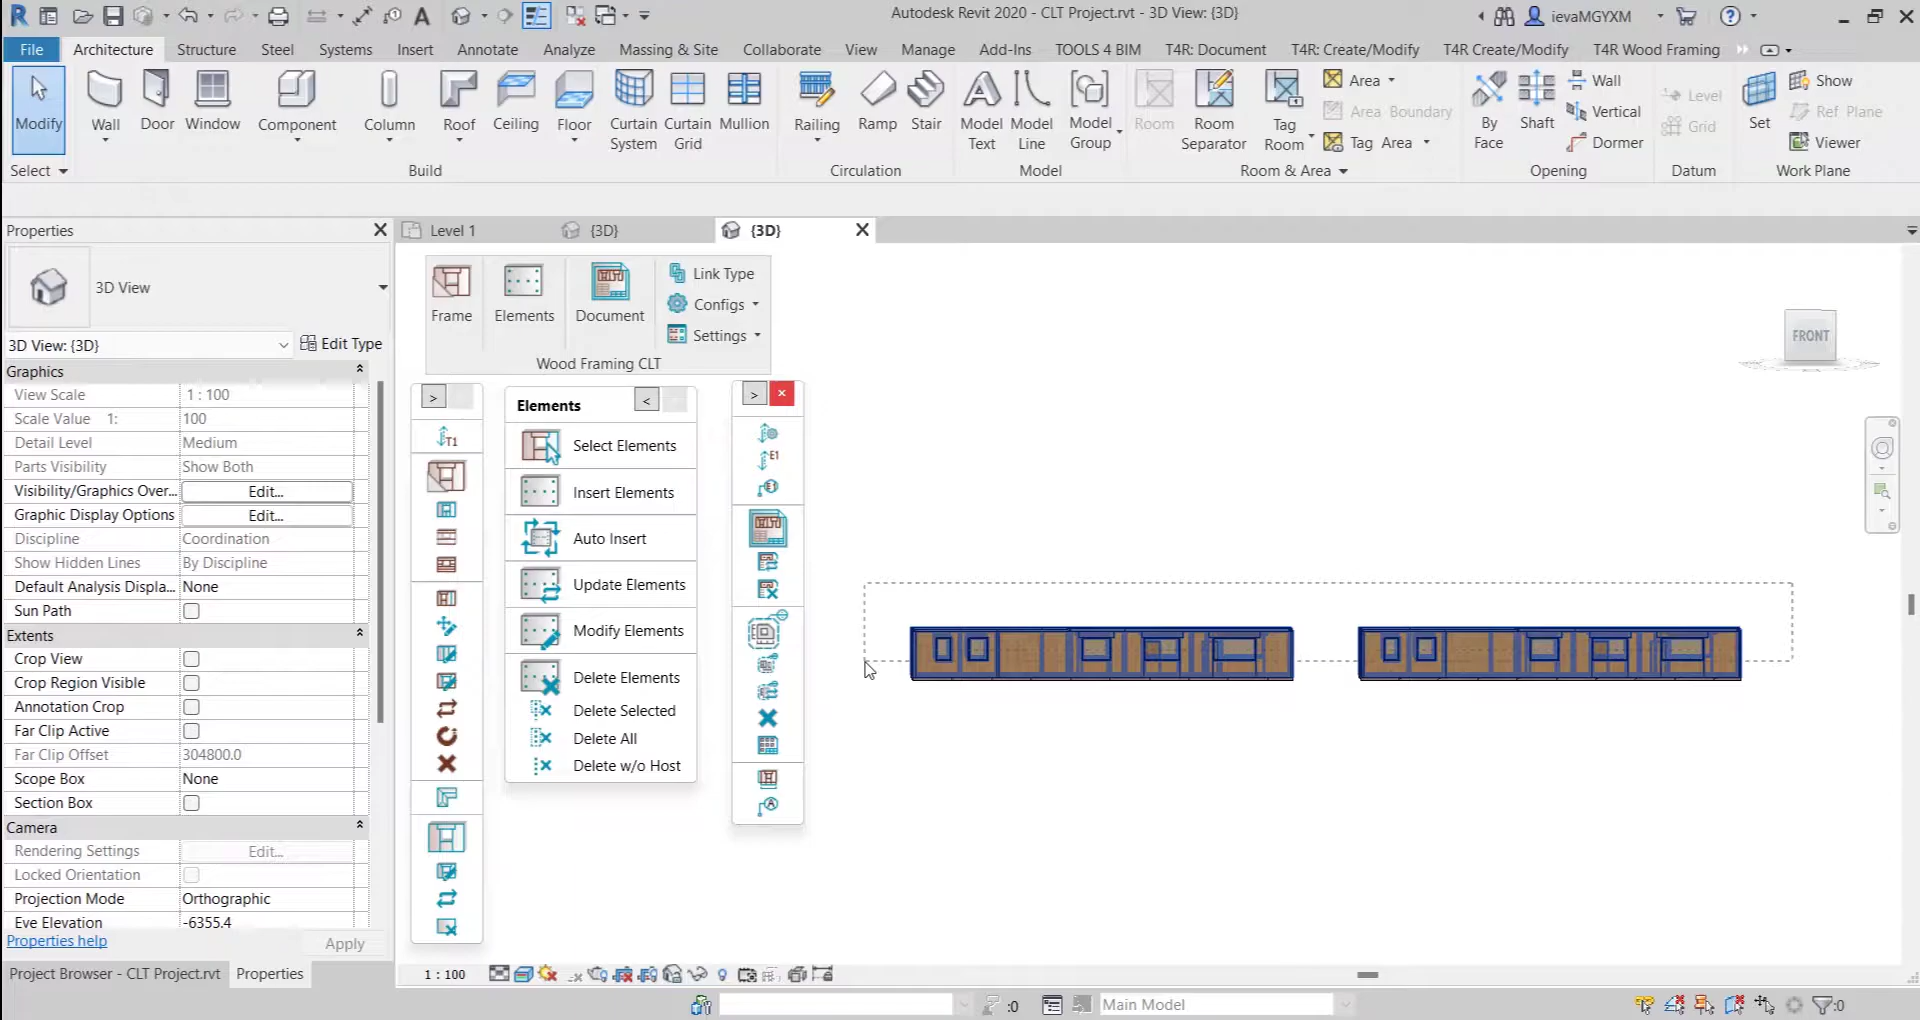 Autodesk Revit 2020 - CLT Project.rvt - 3D View: {3D}
ievaMGYXM
File
Architecture
Structure
Steel
Systems
Insert
Annotate
Analyze
Massing & Site
Collaborate
View
Manage
Add-Ins
TOOLS 4 BIM
T4R: Document
T4R: Create/Modify
T4R Create/Modify
T4R Wood Framing
Modify
Wall
Door
Window
Component
Column
Roof
Ceiling
Floor
Curtain
System
Curtain
Grid
Mullion
Railing
Ramp
Stair
Model
Text
Model
Line
Model
Group
Room
Room
Separator
Tag
Room
Area
Area Boundary
Tag Area
By
Face
Shaft
Wall
Vertical
Dormer
Level
Grid
Set
Show
Ref Plane
Viewer
Select
Build
Circulation
Model
Room & Area
Opening
Datum
Work Plane
Properties
Level 1
{3D}
{3D}
3D View
3D View: {3D}
Edit Type
Graphics
View Scale 1 : 100
Scale Value 1: 100
Detail Level Medium
Parts Visibility Show Both
Visibility/Graphics Over... Edit...
Graphic Display Options Edit...
Discipline Coordination
Show Hidden Lines By Discipline
Default Analysis Displa... None
Sun Path
Extents
Crop View
Crop Region Visible
Annotation Crop
Far Clip Active
Far Clip Offset 304800.0
Scope Box None
Section Box
Camera
Rendering Settings Edit...
Locked Orientation
Projection Mode Orthographic
Eye Elevation -6355.4
Properties help
Apply
Project Browser - CLT Project.rvt
Properties
Frame
Elements
Document
Link Type
Configs
Settings
Wood Framing CLT
T1
Elements
Select Elements
Insert Elements
Auto Insert
Update Elements
Modify Elements
Delete Elements
Delete Selected
Delete All
Delete w/o Host
E1
E1
A
FRONT
1 : 100
:0
Main Model
:0